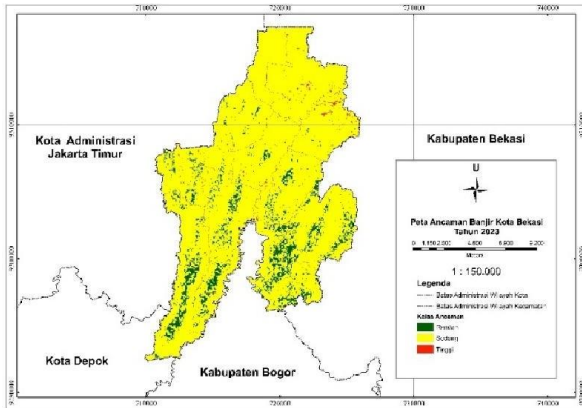 710000 720000 730000 740000
Kota Administrasi
Jakarta Timur
Kabupaten Bekasi
U
Peta Ancaman Banjir Kota Bekasi
Tahun 2023
Meters
1 : 150.000
Legenda
Batas Administrasi Wilayah Kota
Batas Administrasi Wilayah Kecamatan
Kelas Ancaman
Rendah
Sedang
Tinggi
Kota Depok
Kabupaten Bogor
710000 720000 730000 740000